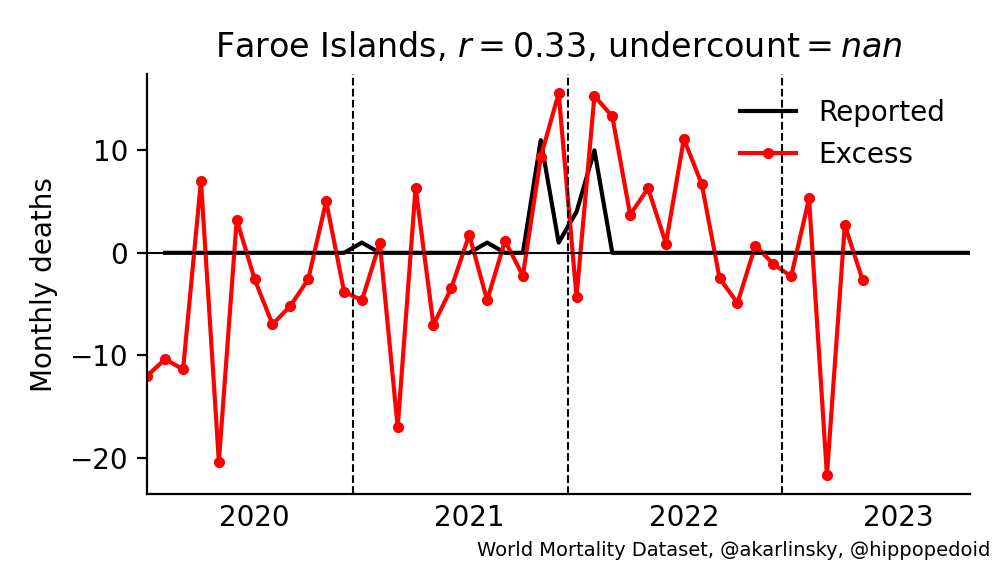 Faroe Islands, r = 0.33, undercount = nan
Reported
Excess
Monthly deaths
10
0
−10
−20
2020 2021 2022 2023
World Mortality Dataset, @akarlinsky, @hippopedoid